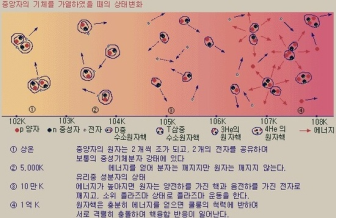 중양자의 기체를 가열하였을 때의 상태변화
① ② ③ ④
102K 103K 104K 105K 106K 107K 108K
p 양자 n 중성자 전자 D중 T삼중 3He의 4He 의 에너지
수소원자핵 수소원자핵 원자핵 원자핵
① 상온 중양자의 원자는 2개씩 조가 되고, 2개의 전자를 공유하며
보통의 중성기체분자 강태에 있다
② 5,000K 에너지를 얻어 분자는 깨지지만 원자는 깨지지 않는다.
유리중 성분자의 상태
③ 10만 K 에너지가 높아지면 원자는 양전하를 가진 핵과 음전하를 가진 전자로
깨지고, 소위 플라즈마 상태로 플라즈마 운동을 한다.
④ 1억 K 원자핵은 충분히 에너지를 얻으면 쿨롱의 척력에 반하여
서로 격렬히 충돌하여 핵융합 반응이 일어난다.